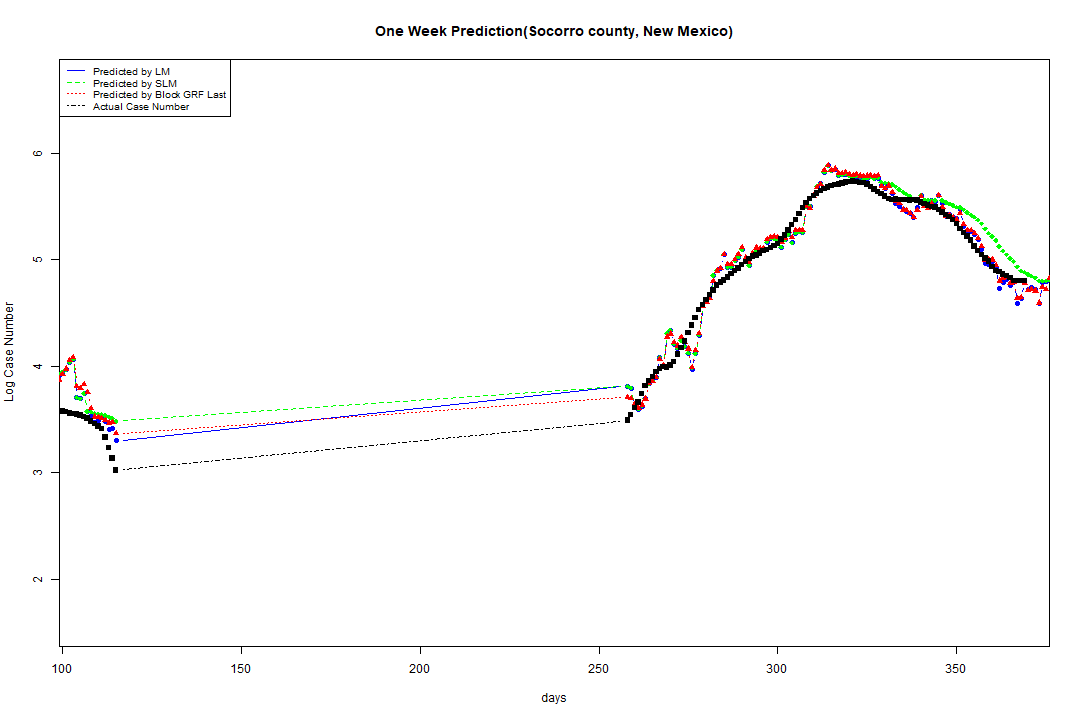 One Week Prediction(Socorro county, New Mexico)
Predicted by LM
Predicted by SLM
Predicted by Block GRF Last
Actual Case Number
Log Case Number
6
5
4
3
2
100 150 200 250 300 350
days